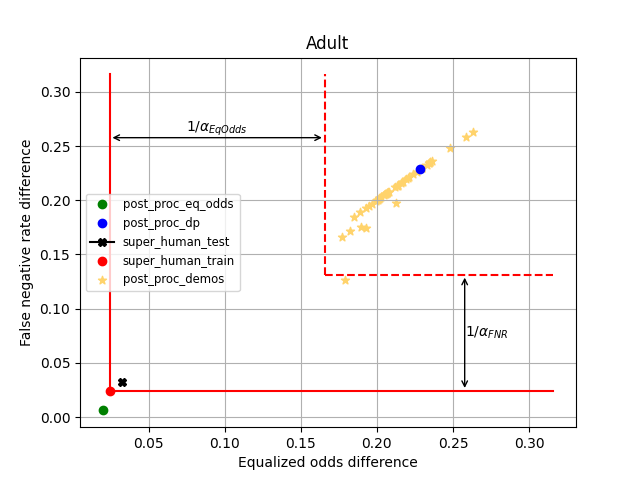 Adult
0.30
0.25
0.20
0.15
0.10
0.05
0.00
False negative rate difference
1/α_EqOdds
post_proc_eq_odds
post_proc_dp
super_human_test
super_human_train
post_proc_demos
1/α_FNR
0.05 0.10 0.15 0.20 0.25 0.30
Equalized odds difference